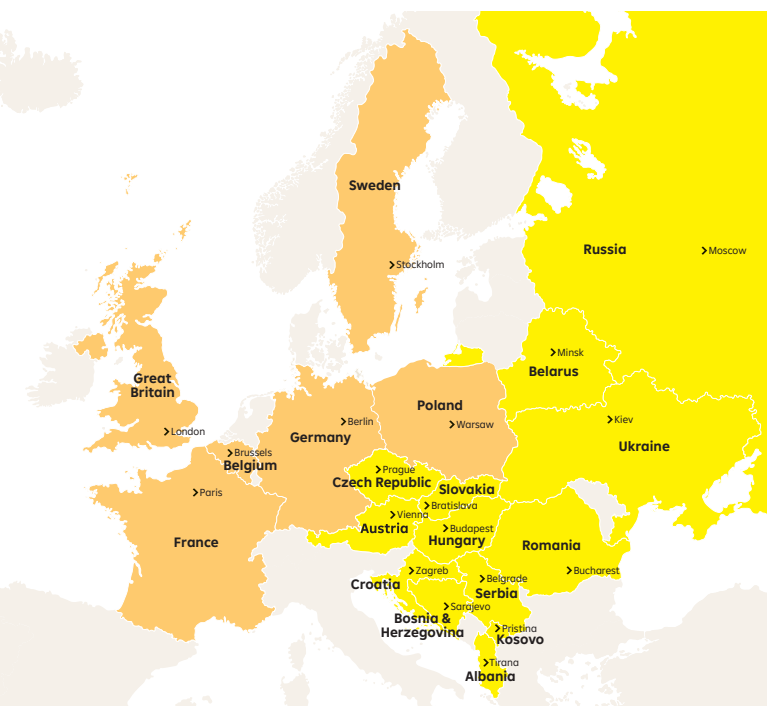 Sweden
Stockholm
Russia
Moscow
Minsk
Belarus
Great
Britain
London
Poland
Warsaw
Berlin
Germany
Kiev
Ukraine
Brussels
Belgium
Prague
Czech Republic
Slovakia
Paris
Bratislava
Vienna
Austria
Budapest
Hungary
France
Romania
Bucharest
Zagreb
Croatia
Belgrade
Serbia
Sarajevo
Bosnia &
Herzegovina
Pristina
Kosovo
Tirana
Albania